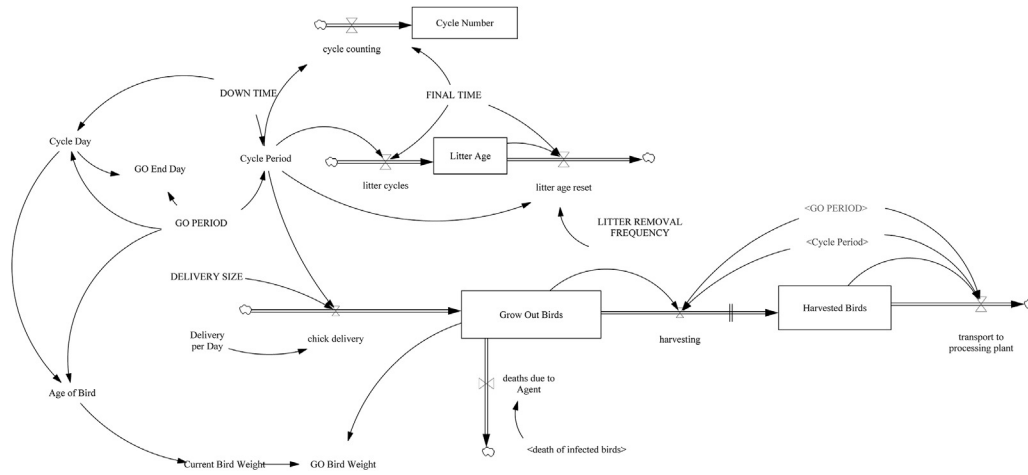 Cycle Number
cycle counting
DOWN TIME
FINAL TIME
Cycle Day
Cycle Period
Litter Age
GO End Day
litter cycles
litter age reset
GO PERIOD
LITTER REMOVAL
FREQUENCY
<GO PERIOD>
<Cycle Period>
DELIVERY SIZE
Grow Out Birds
Harvested Birds
Delivery
per Day
chick delivery
harvesting
transport to
processing plant
deaths due to
Agent
Age of Bird
<death of infected birds>
Current Bird Weight
GO Bird Weight